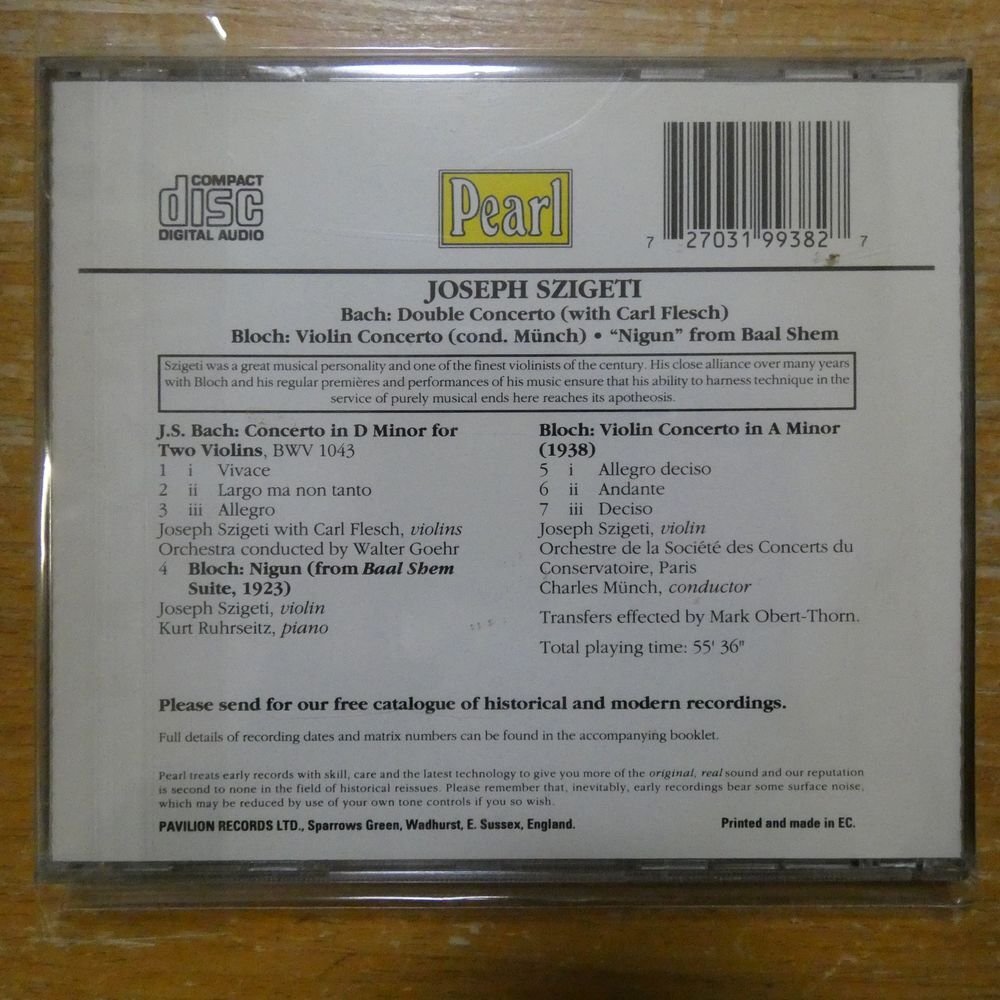 COMPACT
disc
DIGITAL AUDIO
Pearl
7 27031 99382 7
JOSEPH SZIGETI
Bach: Double Concerto (with Carl Flesch)
Bloch: Violin Concerto (cond. Münch) • “Nigun” from Baal Shem
Szigeti was a great musical personality and one of the finest violinists of the century. His close alliance over many years
with Bloch and his regular premières and performances of his music ensure that his ability to harness technique in the
service of purely musical ends here reaches its apotheosis.
J.S. Bach: Concerto in D Minor for
Two Violins, BWV 1043
1 i Vivace
2 ii Largo ma non tanto
3 iii Allegro
Joseph Szigeti with Carl Flesch, violins
Orchestra conducted by Walter Goehr
4 Bloch: Nigun (from Baal Shem
Suite, 1923)
Joseph Szigeti, violin
Kurt Ruhrseitz, piano
Bloch: Violin Concerto in A Minor
(1938)
5 i Allegro deciso
6 ii Andante
7 iii Deciso
Joseph Szigeti, violin
Orchestre de la Société des Concerts du
Conservatoire, Paris
Charles Münch, conductor
Transfers effected by Mark Obert-Thorn.
Total playing time: 55' 36"
Please send for our free catalogue of historical and modern recordings.
Full details of recording dates and matrix numbers can be found in the accompanying booklet.
Pearl treats early records with skill, care and the latest technology to give you more of the original, real sound and our reputation
is second to none in the field of historical reissues. Please remember that, inevitably, early recordings bear some surface noise,
which may be reduced by use of your own tone controls if you so wish.
PAVILION RECORDS LTD., Sparrows Green, Wadhurst, E. Sussex, England.
Printed and made in EC.